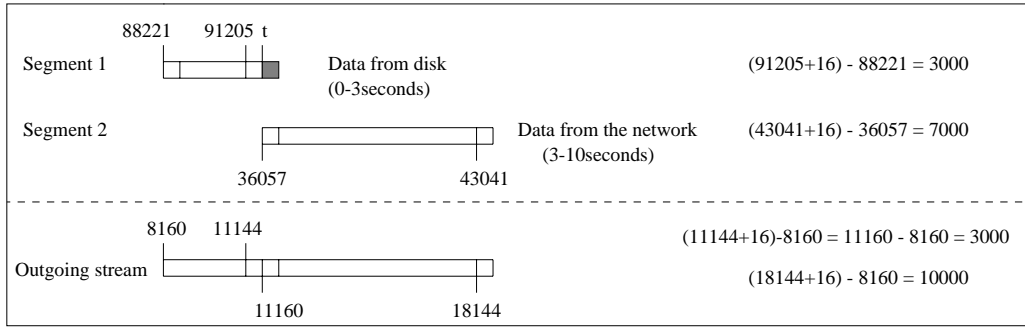 88221 91205 t
Segment 1 Data from disk (91205+16) - 88221 = 3000
(0-3seconds)
Segment 2 Data from the network (43041+16) - 36057 = 7000
(3-10seconds)
36057 43041
8160 11144
(11144+16)-8160 = 11160 - 8160 = 3000
Outgoing stream (18144+16) - 8160 = 10000
11160 18144